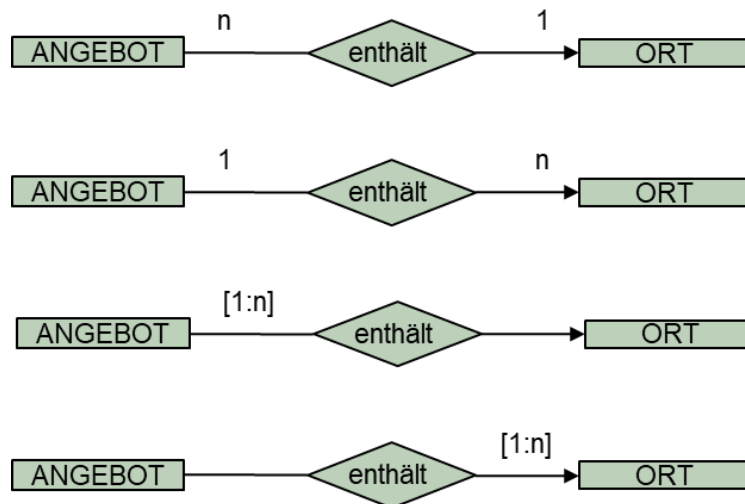 n 1
ANGEBOT enthält ORT
1 n
ANGEBOT enthält ORT
[1:n]
ANGEBOT enthält ORT
[1:n]
ANGEBOT enthält ORT